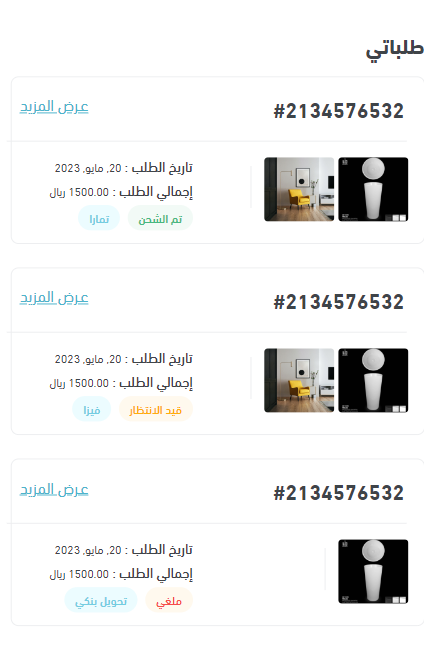 طلباتي
#2134576532
عرض المزيد
تاريخ الطلب : 20, مايو, 2023
إجمالي الطلب : 1500.00 ريال
تم الشحن
تمارا
#2134576532
عرض المزيد
تاريخ الطلب : 20, مايو, 2023
إجمالي الطلب : 1500.00 ريال
قيد الانتظار
فيزا
#2134576532
عرض المزيد
تاريخ الطلب : 20, مايو, 2023
إجمالي الطلب : 1500.00 ريال
ملغي
تحويل بنكي